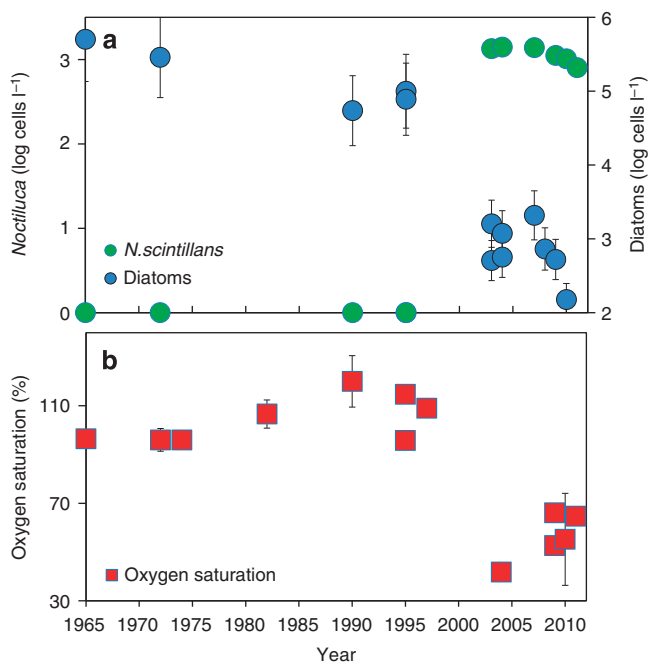 a
Noctiluca (log cells l⁻¹)
3
2
1
0
6
5
4
3
2
Diatoms (log cells l⁻¹)
N.scintillans
Diatoms
b
Oxygen saturation (%)
110
70
30
Oxygen saturation
1965 1970 1975 1980 1985 1990 1995 2000 2005 2010
Year